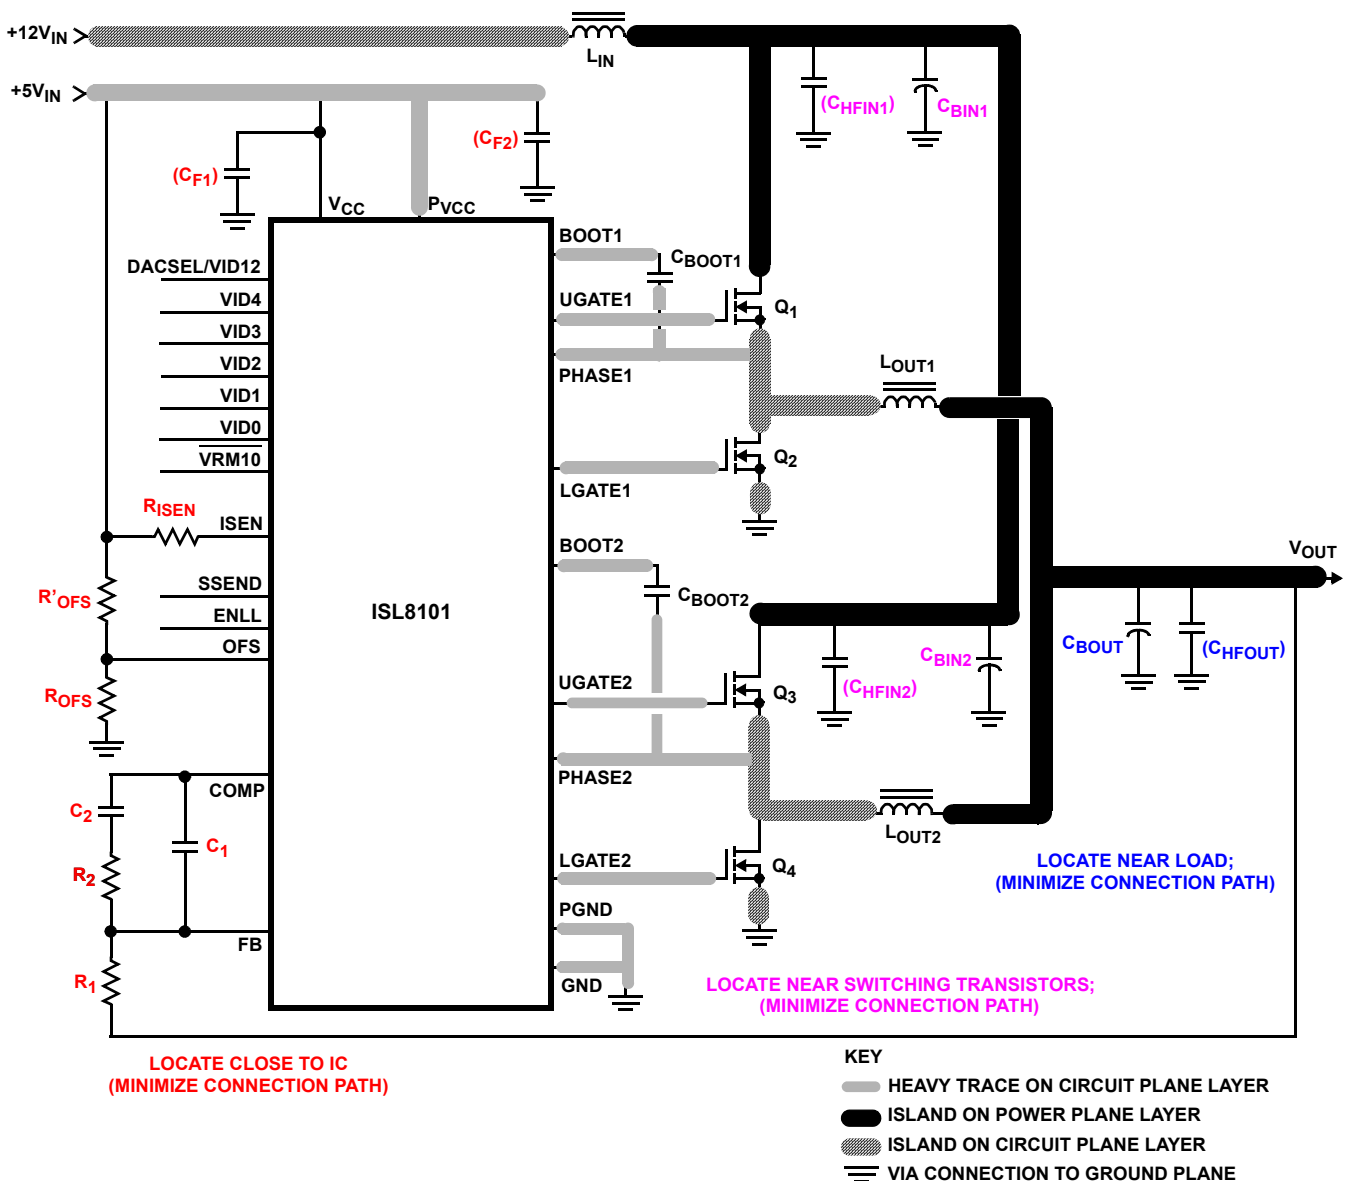 +12VIN
LIN
+5VIN
(CHFIN1)
CBIN1
(CF1)
(CF2)
VCC
PVCC
BOOT1
CBOOT1
DACSEL/VID12
VID4
UGATE1
Q1
VID3
VID2
PHASE1
LOUT1
VID1
VID0
VRM10
Q2
LGATE1
RISEN
ISEN
BOOT2
VOUT
SSEND
R'OFS
CBOOT2
ISL8101
ENLL
OFS
CBOUT
(CHFOUT)
CBIN2
(CHFIN2)
ROFS
UGATE2
Q3
PHASE2
COMP
C2
C1
LOUT2
R2
LGATE2
Q4
LOCATE NEAR LOAD;
(MINIMIZE CONNECTION PATH)
PGND
FB
R1
GND
LOCATE NEAR SWITCHING TRANSISTORS;
(MINIMIZE CONNECTION PATH)
LOCATE CLOSE TO IC
(MINIMIZE CONNECTION PATH)
KEY
HEAVY TRACE ON CIRCUIT PLANE LAYER
ISLAND ON POWER PLANE LAYER
ISLAND ON CIRCUIT PLANE LAYER
VIA CONNECTION TO GROUND PLANE